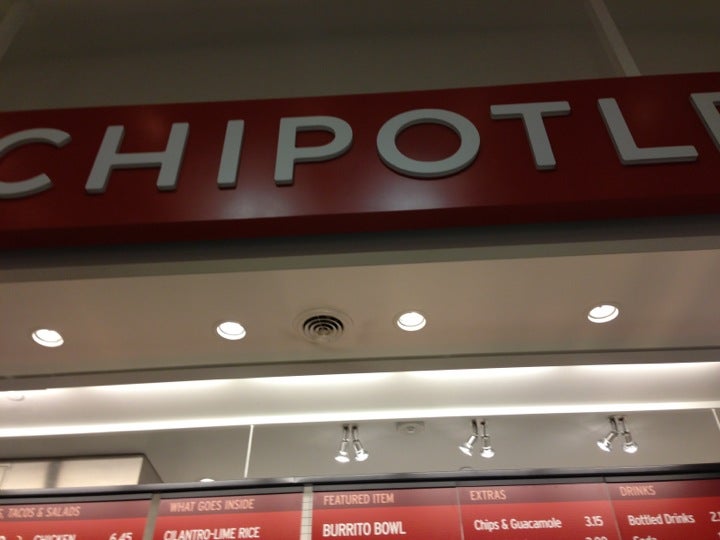 CHIPOTLE
, TACOS & SALADS
CHICKEN 6.45
WHAT GOES INSIDE
CILANTRO-LIME RICE
FEATURED ITEM
BURRITO BOWL
EXTRAS
Chips & Guacamole 3.15
DRINKS
Bottled Drinks